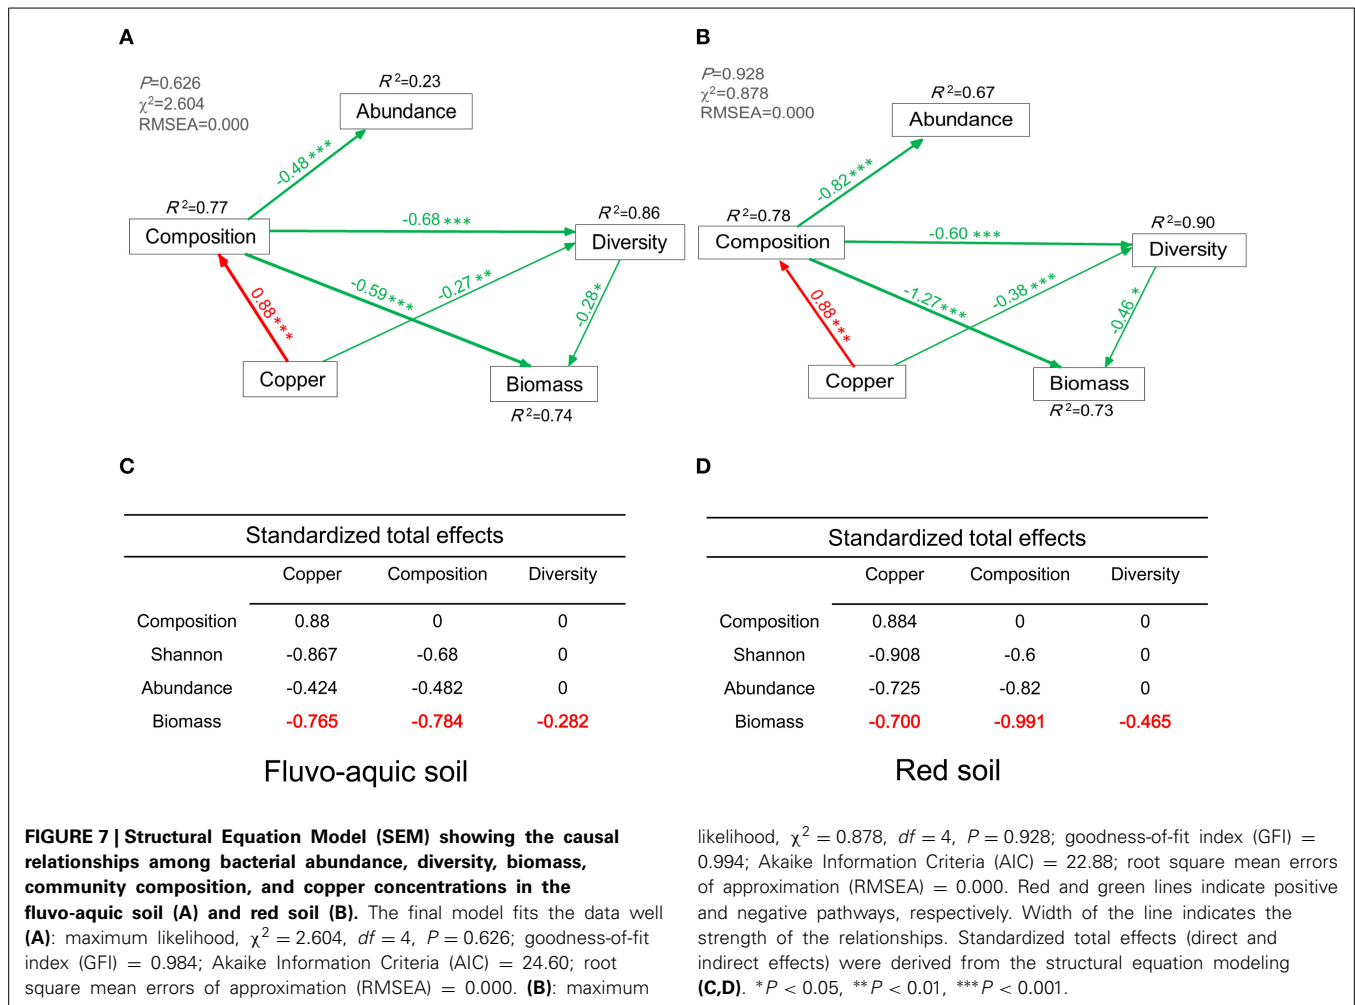 A
P=0.626
χ²=2.604
RMSEA=0.000
R²=0.23
Abundance
-0.48***
R²=0.77
Composition
-0.68***
R²=0.86
Diversity
-0.59***
-0.27**
-0.28*
0.88***
Copper
Biomass
R²=0.74
B
P=0.928
χ²=0.878
RMSEA=0.000
R²=0.67
Abundance
-0.82***
R²=0.78
Composition
-0.60***
R²=0.90
Diversity
-1.27***
-0.38***
-0.46*
0.88***
Copper
Biomass
R²=0.73
C
Standardized total effects
Copper Composition Diversity
Composition 0.88 0 0
Shannon -0.867 -0.68 0
Abundance -0.424 -0.482 0
Biomass -0.765 -0.784 -0.282
Fluvo-aquic soil
D
Standardized total effects
Copper Composition Diversity
Composition 0.884 0 0
Shannon -0.908 -0.6 0
Abundance -0.725 -0.82 0
Biomass -0.700 -0.991 -0.465
Red soil
FIGURE 7 | Structural Equation Model (SEM) showing the causal
relationships among bacterial abundance, diversity, biomass,
community composition, and copper concentrations in the
fluvo-aquic soil (A) and red soil (B). The final model fits the data well
(A): maximum likelihood, χ² = 2.604, df = 4, P = 0.626; goodness-of-fit
index (GFI) = 0.984; Akaike Information Criteria (AIC) = 24.60; root
square mean errors of approximation (RMSEA) = 0.000. (B): maximum
likelihood, χ² = 0.878, df = 4, P = 0.928; goodness-of-fit index (GFI) =
0.994; Akaike Information Criteria (AIC) = 22.88; root square mean errors
of approximation (RMSEA) = 0.000. Red and green lines indicate positive
and negative pathways, respectively. Width of the line indicates the
strength of the relationships. Standardized total effects (direct and
indirect effects) were derived from the structural equation modeling
(C,D). *P < 0.05, **P < 0.01, ***P < 0.001.